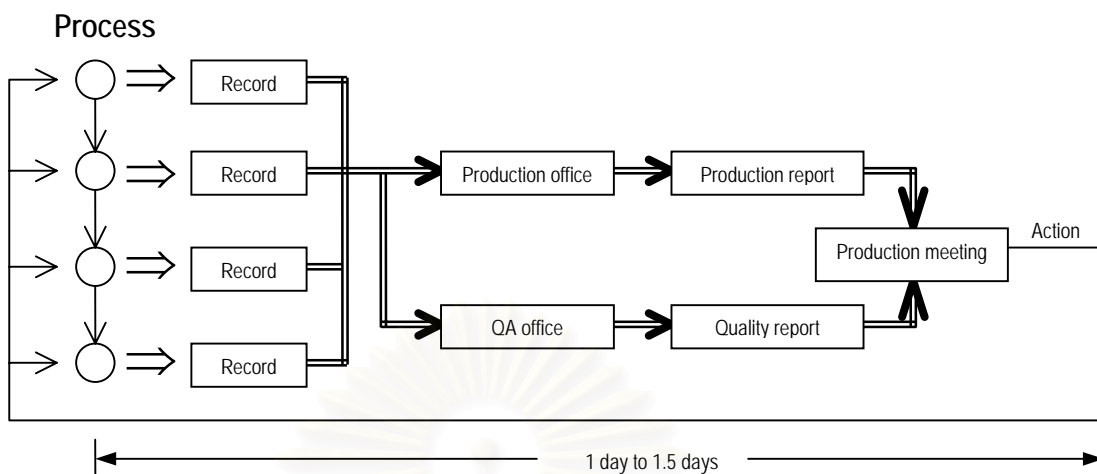 Process
Record
Record
Production office
Production report
Action
Production meeting
Record
QA office
Quality report
Record
1 day to 1.5 days